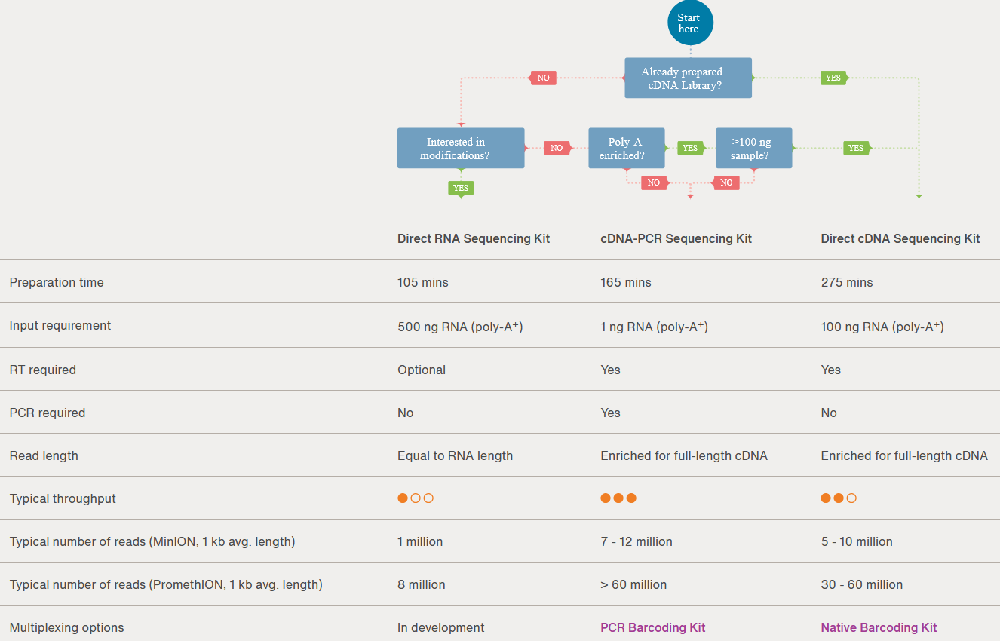 Start
here
Already prepared
cDNA Library?
NO
YES
Interested in
modifications?
NO
Poly-A
enriched?
YES
≥100 ng
sample?
YES
YES
NO
NO
Direct RNA Sequencing Kit
cDNA-PCR Sequencing Kit
Direct cDNA Sequencing Kit
Preparation time
105 mins
165 mins
275 mins
Input requirement
500 ng RNA (poly-A⁺)
1 ng RNA (poly-A⁺)
100 ng RNA (poly-A⁺)
RT required
Optional
Yes
Yes
PCR required
No
Yes
No
Read length
Equal to RNA length
Enriched for full-length cDNA
Enriched for full-length cDNA
Typical throughput
Typical number of reads (MinION, 1 kb avg. length)
1 million
7 - 12 million
5 - 10 million
Typical number of reads (PromethION, 1 kb avg. length)
8 million
> 60 million
30 - 60 million
Multiplexing options
In development
PCR Barcoding Kit
Native Barcoding Kit